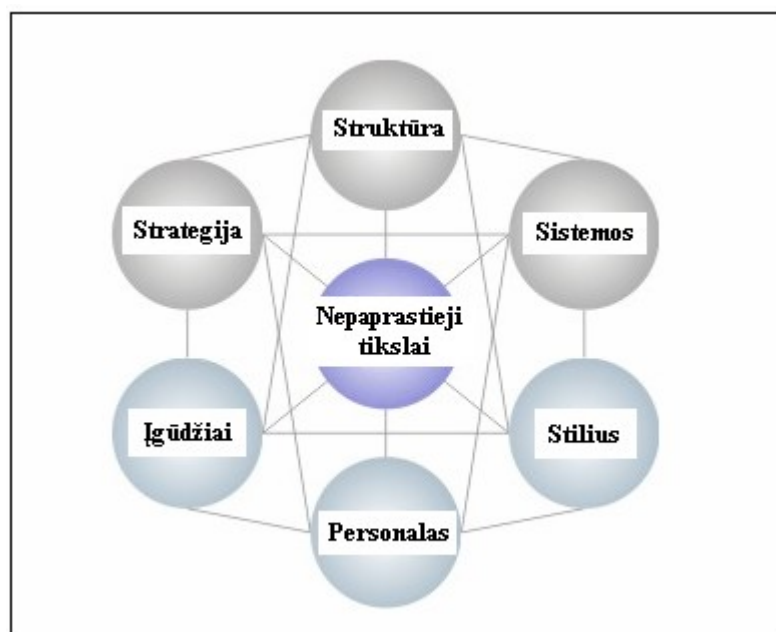 Struktūra
Strategija
Sistemos
Nepaprastieji
tikslai
Įgūdžiai
Stilius
Personalas